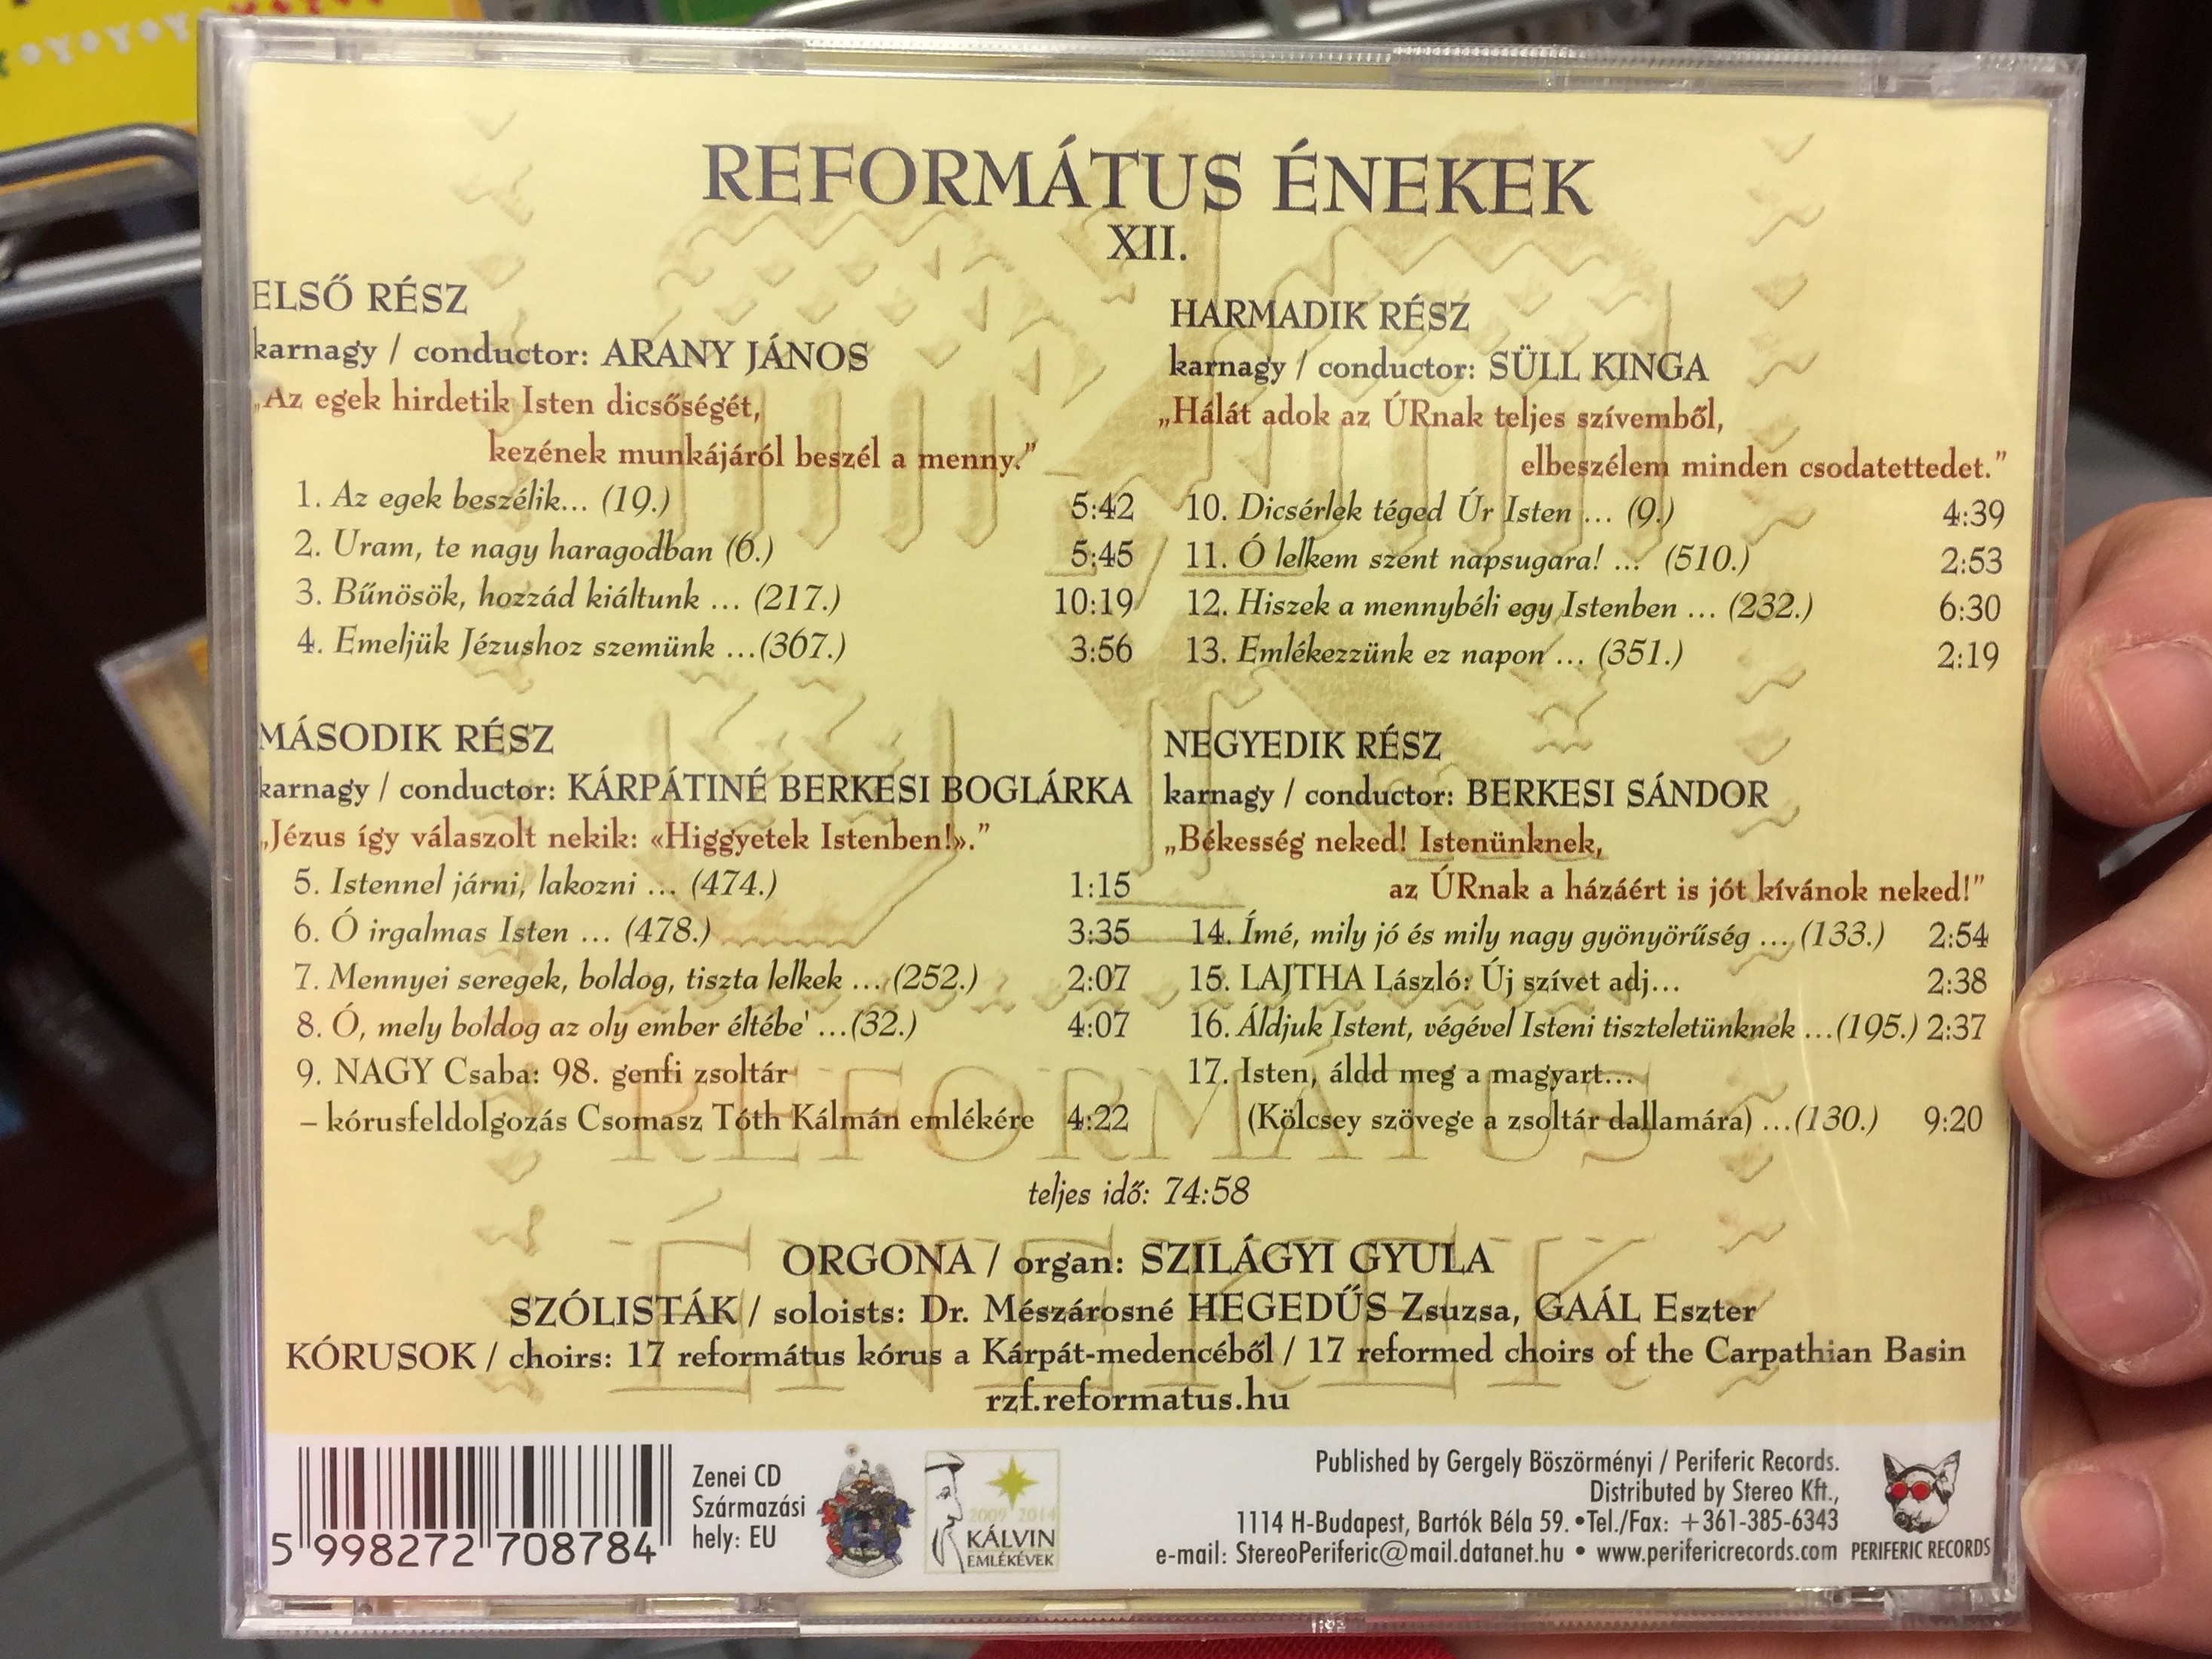 REFORMÁTUS ÉNEKEK
XII.
ELSŐ RÉSZ
karnagy / conductor: ARANY JÁNOS
„Az egek hirdetik Isten dicsőségét,
kezének munkájáról beszél a menny.”
1. Az egek beszélik... (19.) 5:42
2. Uram, te nagy haragodban (6.) 5:45
3. Bűnösök, hozzád kiáltunk ... (217.) 10:19
4. Emeljük Jézushoz szemünk ...(367.) 3:56
MÁSODIK RÉSZ
karnagy / conductor: KÁRPÁTINÉ BERKESI BOGLÁRKA
„Jézus így válaszolt nekik: «Higgyetek Istenben!».”
5. Istennel járni, lakozni ... (474.) 1:15
6. Ó irgalmas Isten ... (478.) 3:35
7. Mennyei seregek, boldog, tiszta lelkek ... (252.) 2:07
8. Ó, mely boldog az oly ember éltébe' ...(32.) 4:07
9. NAGY Csaba: 98. genfi zsoltár
– kórusfeldolgozás Csomasz Tóth Kálmán emlékére 4:22
HARMADIK RÉSZ
karnagy / conductor: SÜLL KINGA
„Hálát adok az ÚRnak teljes szívemből,
elbeszélem minden csodatettedet.”
10. Dicsérlek téged Úr Isten ... (9.) 4:39
11. Ó lelkem szent napsugara! ... (510.) 2:53
12. Hiszek a mennybéli egy Istenben ... (232.) 6:30
13. Emlékezzünk ez napon ... (351.) 2:19
NEGYEDIK RÉSZ
karnagy / conductor: BERKESI SÁNDOR
„Békesség neked! Istenünknek,
az ÚRnak a házáért is jót kívánok neked!”
14. Ímé, mily jó és mily nagy gyönyörűség ... (133.) 2:54
15. LAJTHA László: Új szívet adj... 2:38
16. Áldjuk Istent, végével Isteni tiszteletünknek ...(195.) 2:37
17. Isten, áldd meg a magyart...
(Kölcsey szövege a zsoltár dallamára) ...(130.) 9:20
teljes idő: 74:58
ORGONA / organ: SZILÁGYI GYULA
SZÓLISTÁK / soloists: Dr. Mészárosné HEGEDŰS Zsuzsa, GAÁL Eszter
KÓRUSOK / choirs: 17 református kórus a Kárpát-medencéből / 17 reformed choirs of the Carpathian Basin
rzf.reformatus.hu
REFORMÁTUS
ÉNEKEK
5 998272 708784
Zenei CD
Származási
hely: EU
2009 2014
KÁLVIN
EMLÉKÉVEK
Published by Gergely Böszörményi / Periferic Records.
Distributed by Stereo Kft.,
1114 H-Budapest, Bartók Béla 59. •Tel./Fax: +361-385-6343
e-mail: StereoPeriferic@mail.datanet.hu • www.perifericrecords.com
PERIFERIC RECORDS